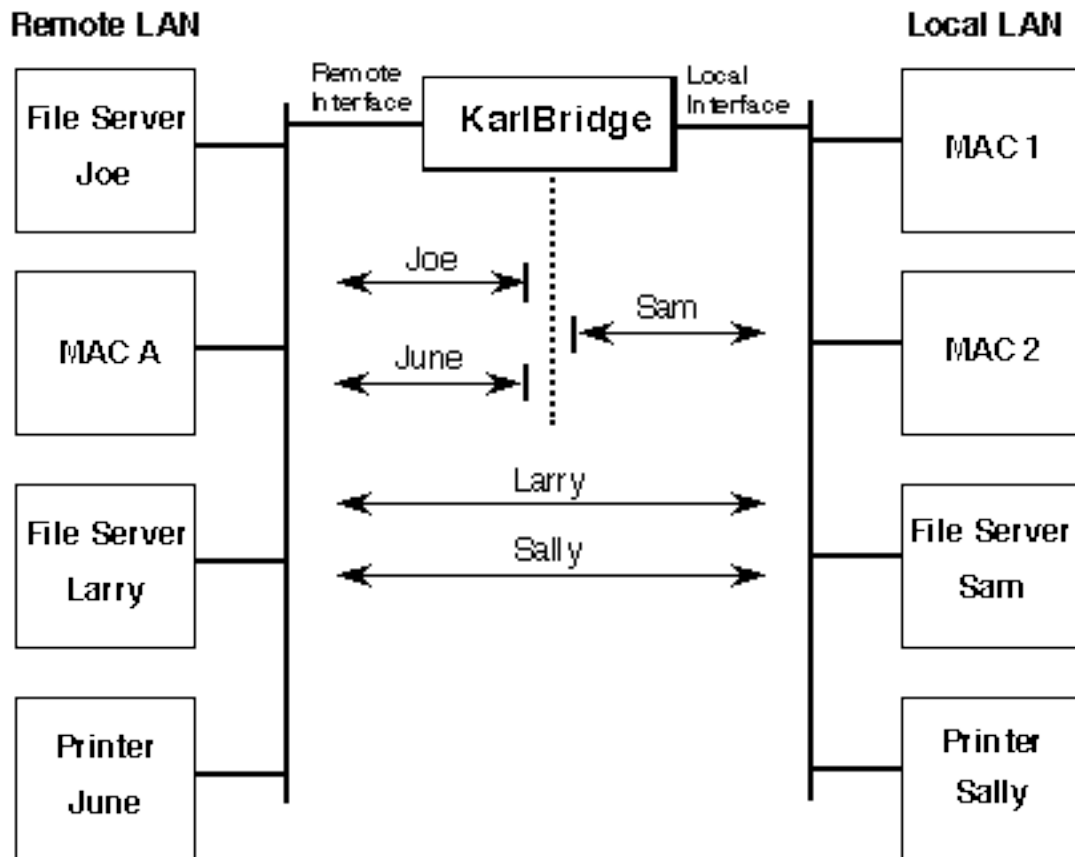 Remote LAN
Local LAN
File Server
Joe
Remote
Interface
KarlBridge
Local
Interface
MAC 1
Joe
Sam
June
MAC A
MAC 2
Larry
Sally
File Server
Larry
File Server
Sam
Printer
June
Printer
Sally